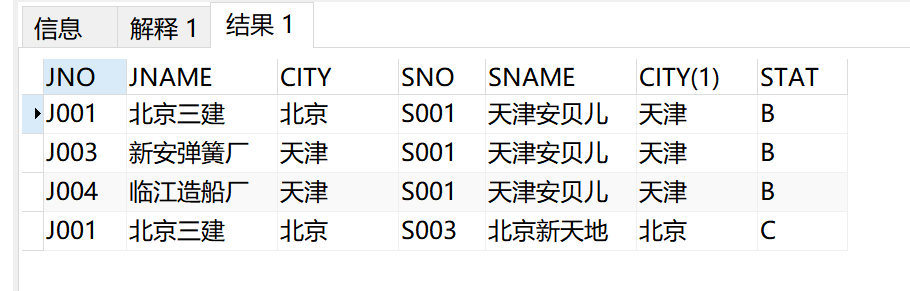 信息 解释 1 结果 1
JNO JNAME CITY SNO SNAME CITY(1) STAT
J001 北京三建 北京 S001 天津安贝儿 天津 B
J003 新安弹簧厂 天津 S001 天津安贝儿 天津 B
J004 临江造船厂 天津 S001 天津安贝儿 天津 B
J001 北京三建 北京 S003 北京新天地 北京 C